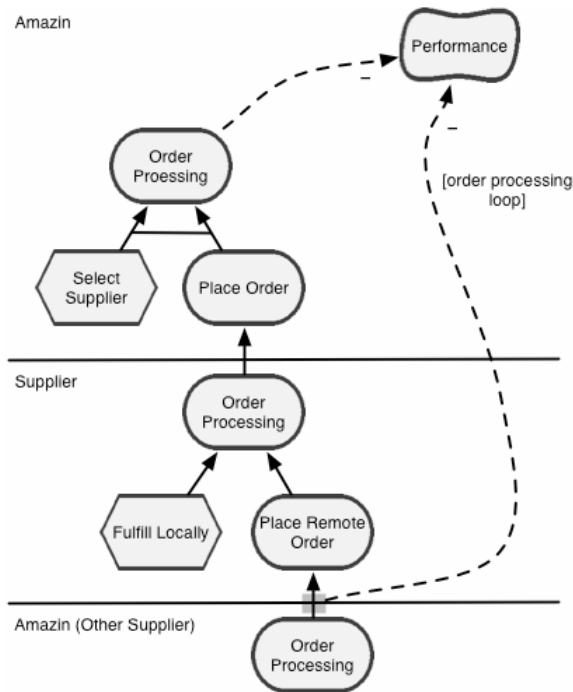 Amazin
Performance
–
Order
Proessing
–
[order processing
loop]
Select
Supplier
Place Order
Supplier
Order
Processing
Fulfill Locally
Place Remote
Order
Amazin (Other Supplier)
Order
Processing